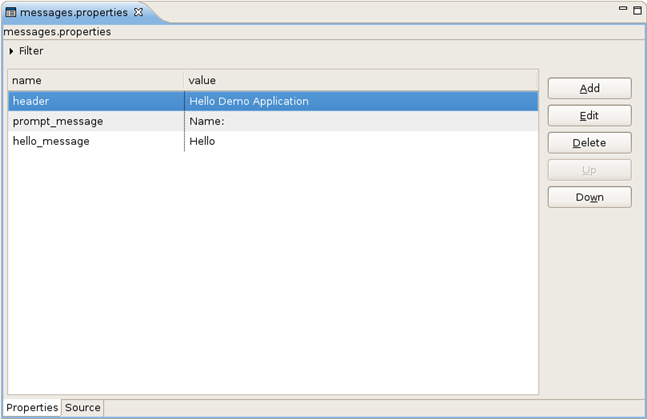 messages.properties
messages.properties
Filter
name value
header Hello Demo Application
prompt_message Name:
hello_message Hello
Add
Edit
Delete
Up
Down
Properties Source